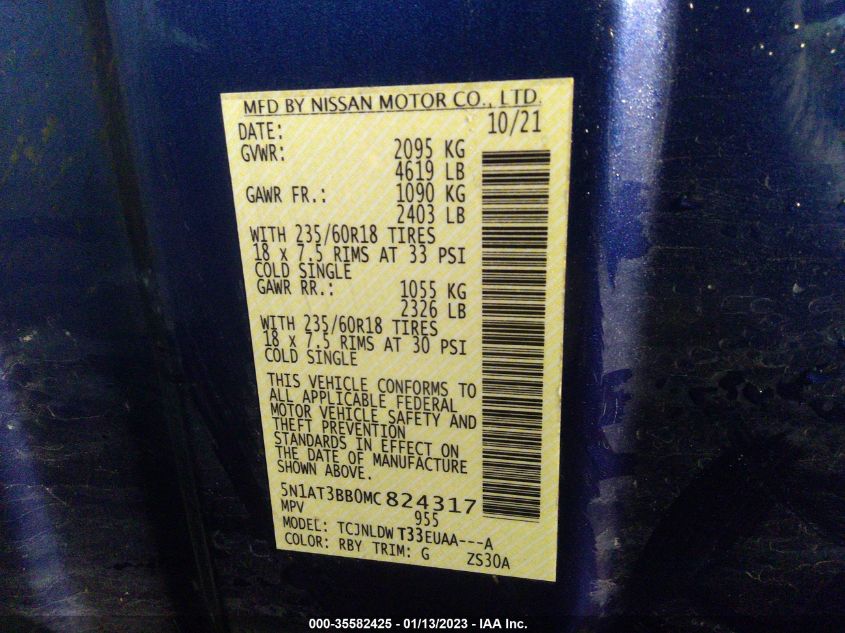 MFD BY NISSAN MOTOR CO., LTD.
DATE: 10/21
GVWR: 2095 KG
4619 LB
GAWR FR.: 1090 KG
2403 LB
WITH 235/60R18 TIRES
18 x 7.5 RIMS AT 33 PSI
COLD SINGLE
GAWR RR.: 1055 KG
2326 LB
WITH 235/60R18 TIRES
18 x 7.5 RIMS AT 30 PSI
COLD SINGLE
THIS VEHICLE CONFORMS TO
ALL APPLICABLE FEDERAL
MOTOR VEHICLE SAFETY AND
THEFT PREVENTION
STANDARDS IN EFFECT ON
THE DATE OF MANUFACTURE
SHOWN ABOVE.
5N1AT3BB0MC824317
MPV 955
MODEL: TCJNLDW T33EUAA---A
COLOR: RBY TRIM: G ZS30A
000-35582425 - 01/13/2023 - IAA Inc.